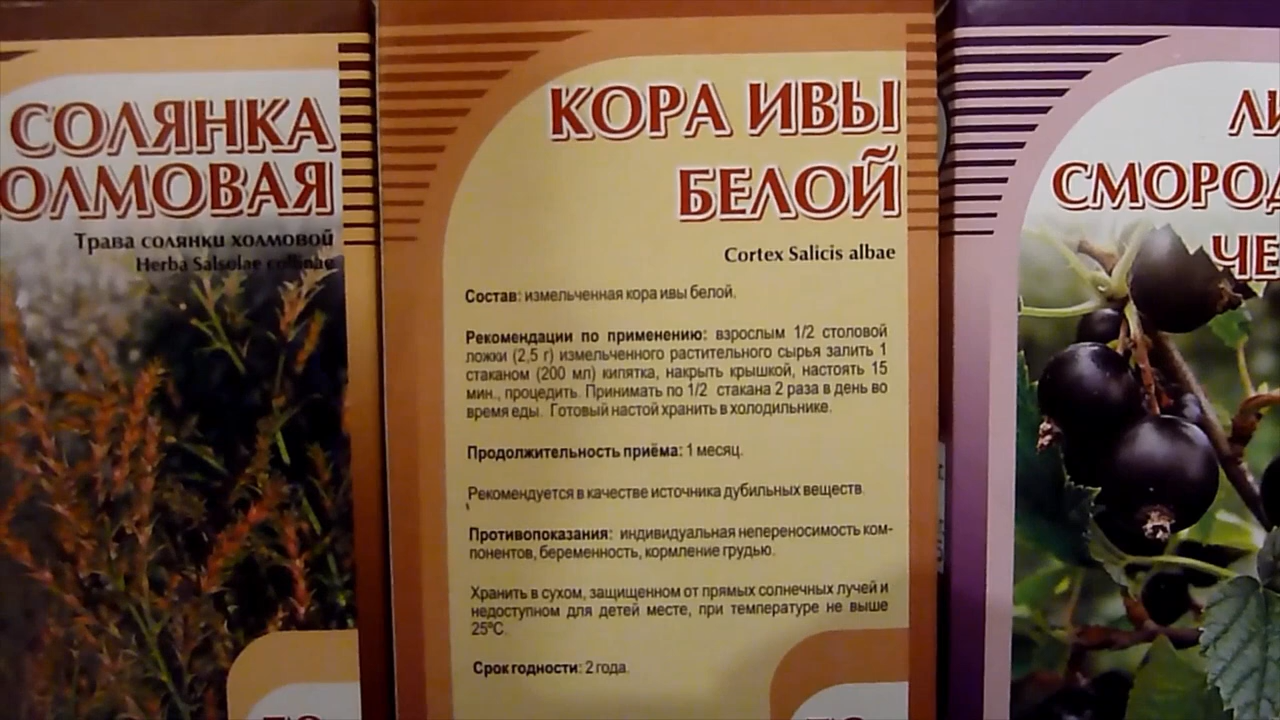 СОЛЯНКА
ОЛМОВАЯ
Трава солянки холмовой
Herba Salsolae collinae
КОРА ИВЫ
БЕЛОЙ
Cortex Salicis albae
Состав: измельченная кора ивы белой.
Рекомендации по применению: взрослым 1/2 столовой
ложки (2,5 г) измельченного растительного сырья залить 1
стаканом (200 мл) кипятка, накрыть крышкой, настоять 15
мин., процедить. Принимать по 1/2 стакана 2 раза в день во
время еды. Готовый настой хранить в холодильнике.
Продолжительность приёма: 1 месяц.
Рекомендуется в качестве источника дубильных веществ.
Противопоказания: индивидуальная непереносимость ком-
понентов, беременность, кормление грудью.
Хранить в сухом, защищенном от прямых солнечных лучей и
недоступном для детей месте, при температуре не выше
25°С.
Срок годности: 2 года.
ЛИ
СМОРОД
ЧЕ